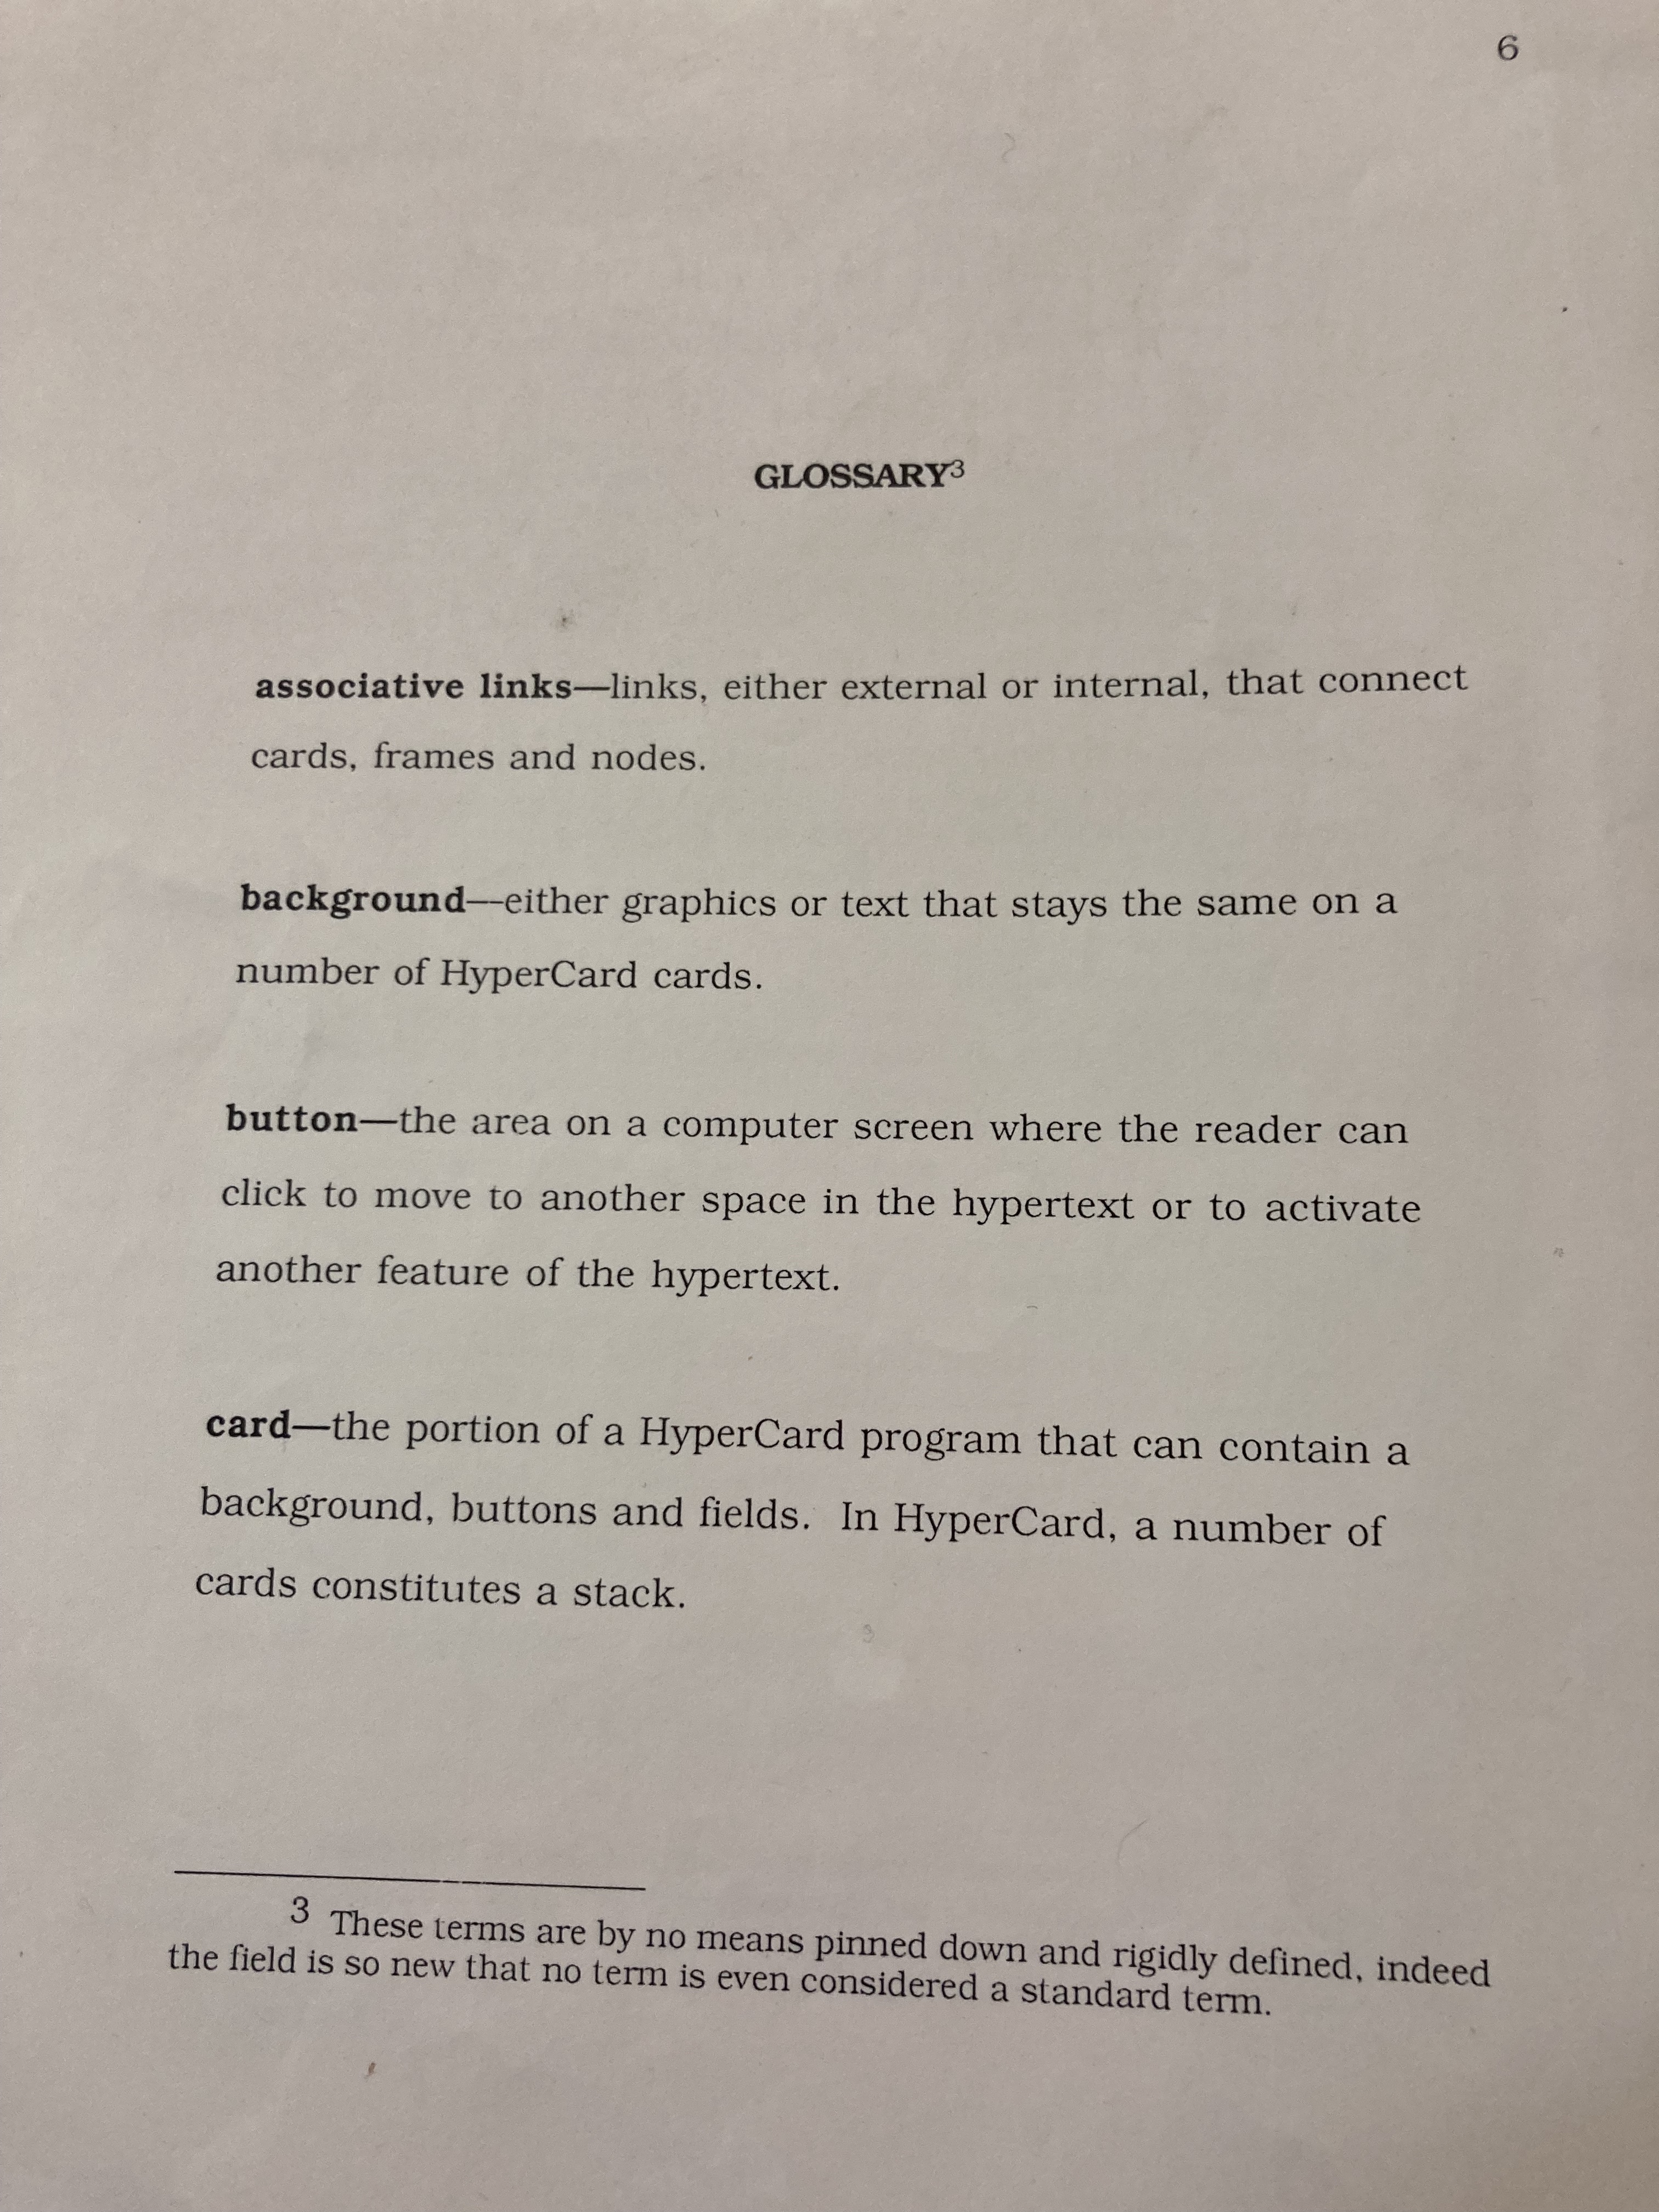 6
GLOSSARY3
associative links—links, either external or internal, that connect
cards, frames and nodes.
background—either graphics or text that stays the same on a
number of HyperCard cards.
button—the area on a computer screen where the reader can
click to move to another space in the hypertext or to activate
another feature of the hypertext.
card—the portion of a HyperCard program that can contain a
background, buttons and fields.  In HyperCard, a number of
cards constitutes a stack.
3 These terms are by no means pinned down and rigidly defined, indeed
the field is so new that no term is even considered a standard term.